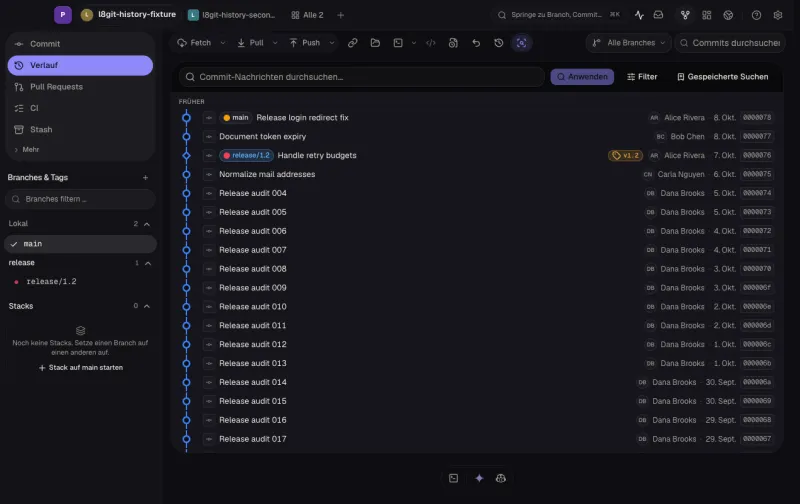 P
L l8git-history-fixture
L l8git-history-secon...
Alle 2
Springe zu Branch, Commit... ⌘K
Commit
Verlauf
Pull Requests
CI
Stash
Mehr
Branches & Tags
Branches filtern ...
Lokal 2
main
release 1
release/1.2
Stacks 0
Noch keine Stacks. Setze einen Branch auf
einen anderen auf.
+ Stack auf main starten
Fetch
Pull
Push
Alle Branches
Commits durchsuchen
Commit-Nachrichten durchsuchen...
Anwenden
Filter
Gespeicherte Suchen
FRÜHER
main Release login redirect fix AR Alice Rivera · 8. Okt. 0000078
Document token expiry BC Bob Chen · 8. Okt. 0000077
release/1.2 Handle retry budgets v1.2 AR Alice Rivera · 7. Okt. 0000076
Normalize mail addresses CN Carla Nguyen · 6. Okt. 0000075
Release audit 004 DB Dana Brooks · 5. Okt. 0000074
Release audit 005 DB Dana Brooks · 5. Okt. 0000073
Release audit 006 DB Dana Brooks · 4. Okt. 0000072
Release audit 007 DB Dana Brooks · 4. Okt. 0000071
Release audit 008 DB Dana Brooks · 3. Okt. 0000070
Release audit 009 DB Dana Brooks · 3. Okt. 000006f
Release audit 010 DB Dana Brooks · 2. Okt. 000006e
Release audit 011 DB Dana Brooks · 2. Okt. 000006d
Release audit 012 DB Dana Brooks · 1. Okt. 000006c
Release audit 013 DB Dana Brooks · 1. Okt. 000006b
Release audit 014 DB Dana Brooks · 30. Sept. 000006a
Release audit 015 DB Dana Brooks · 30. Sept. 0000069
Release audit 016 DB Dana Brooks · 29. Sept. 0000068
Release audit 017 DB Dana Brooks · 29. Sept. 0000067